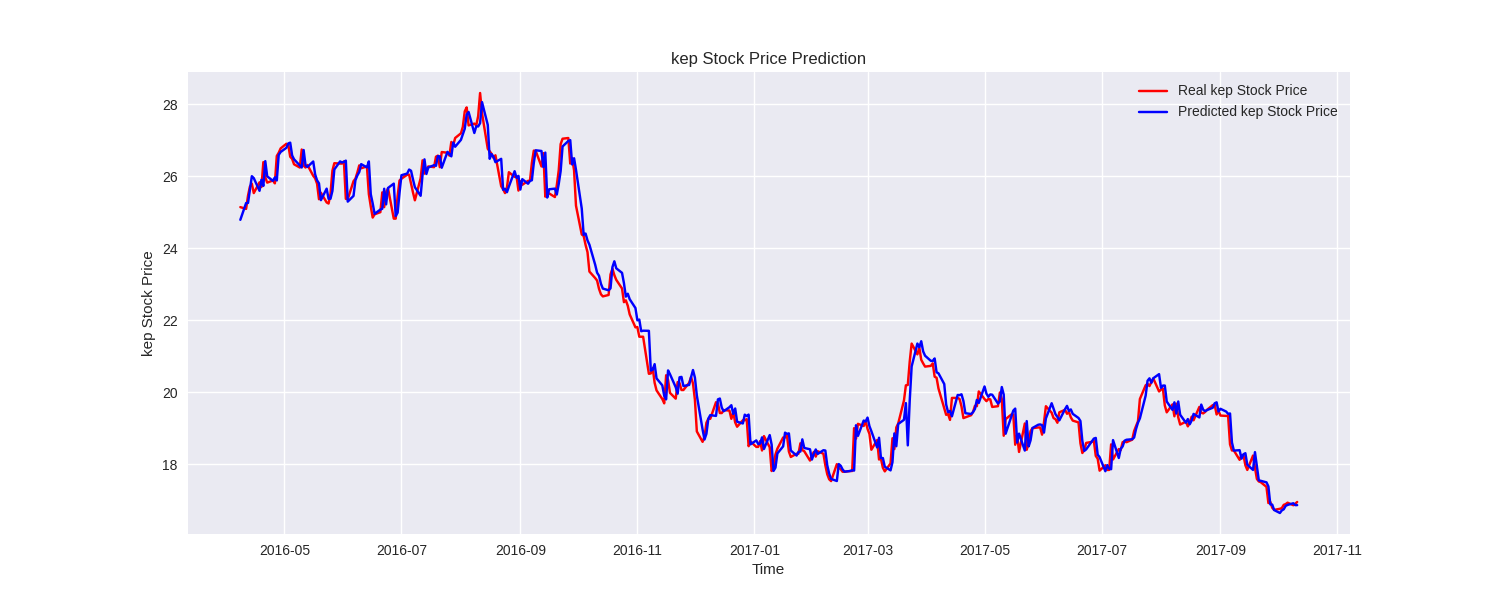 kep Stock Price Prediction
Real kep Stock Price
Predicted kep Stock Price
kep Stock Price
28
26
24
22
20
18
2016-05 2016-07 2016-09 2016-11 2017-01 2017-03 2017-05 2017-07 2017-09 2017-11
Time